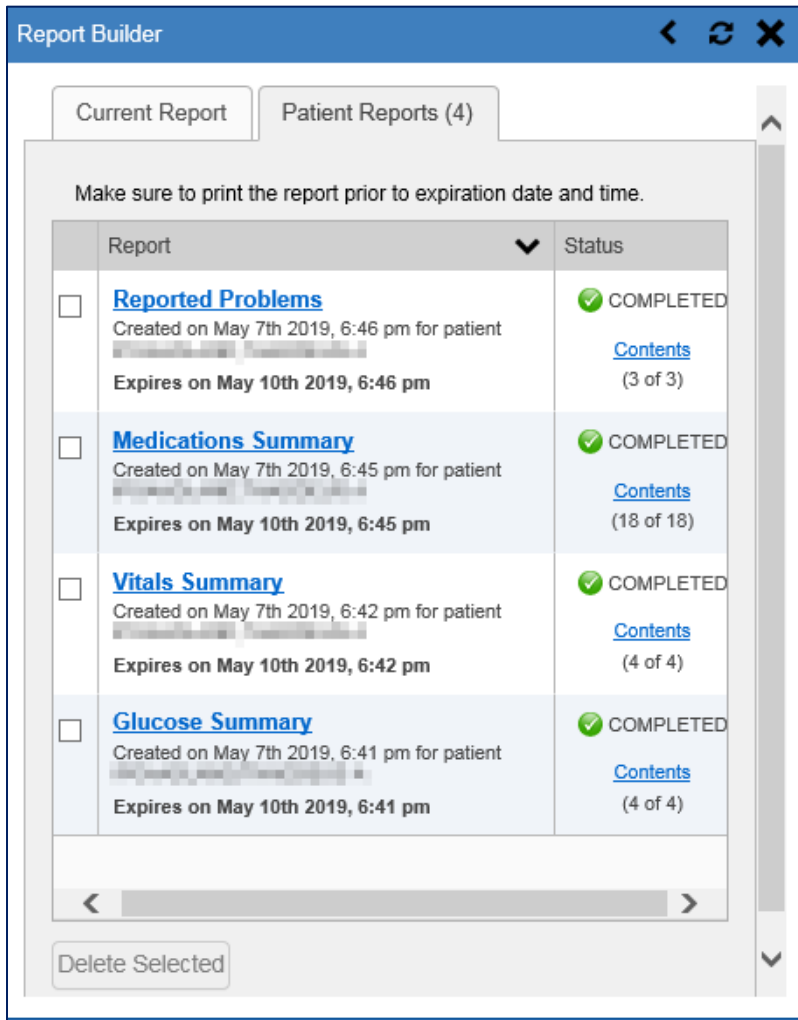 Report Builder
Current Report
Patient Reports (4)
Make sure to print the report prior to expiration date and time.
Report
Status
Reported Problems
Created on May 7th 2019, 6:46 pm for patient
Expires on May 10th 2019, 6:46 pm
COMPLETED
Contents
(3 of 3)
Medications Summary
Created on May 7th 2019, 6:45 pm for patient
Expires on May 10th 2019, 6:45 pm
COMPLETED
Contents
(18 of 18)
Vitals Summary
Created on May 7th 2019, 6:42 pm for patient
Expires on May 10th 2019, 6:42 pm
COMPLETED
Contents
(4 of 4)
Glucose Summary
Created on May 7th 2019, 6:41 pm for patient
Expires on May 10th 2019, 6:41 pm
COMPLETED
Contents
(4 of 4)
Delete Selected